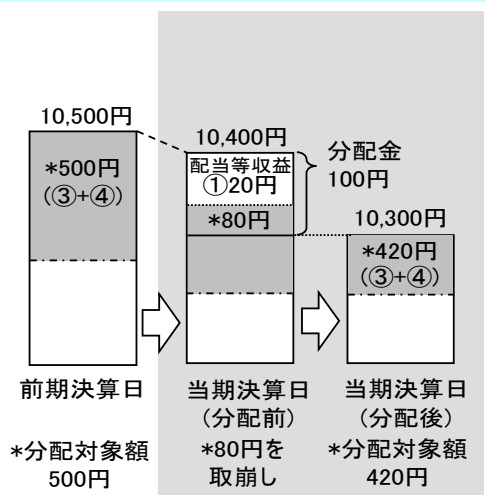 10,500円
*500円
(③+④)
前期決算日
*分配対象額
500円
10,400円
配当等収益
①20円
*80円
分配金
100円
当期決算日
(分配前)
*80円を
取崩し
10,300円
*420円
(③+④)
当期決算日
(分配後)
*分配対象額
420円